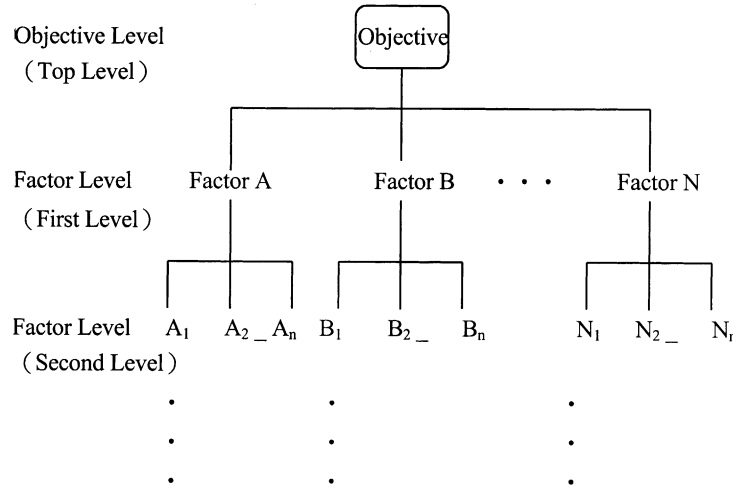 Objective Level Objective
(Top Level)
Factor Level Factor A Factor B · · · Factor N
(First Level)
Factor Level A₁ A₂ _ Aₙ B₁ B₂ _ Bₙ N₁ N₂ _ Nₙ
(Second Level)
· · ·
· · ·
· · ·